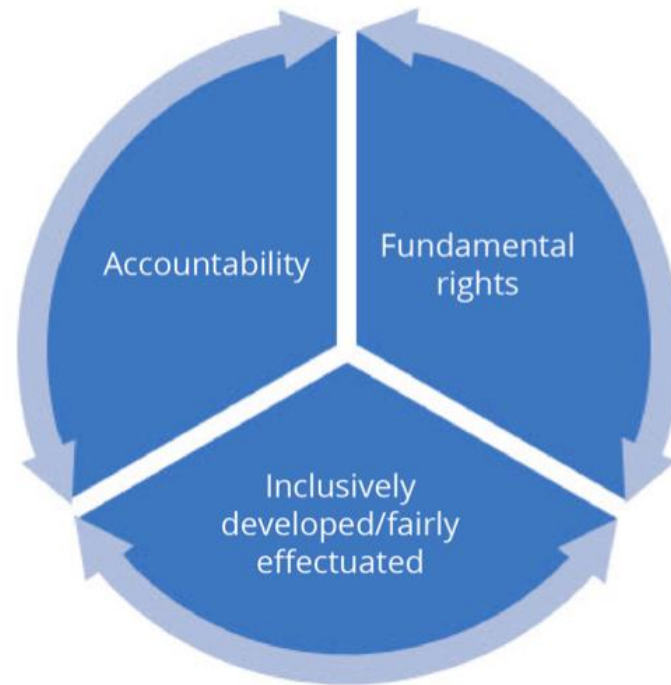 Accountability
Fundamental
rights
Inclusively
developed/fairly
effectuated